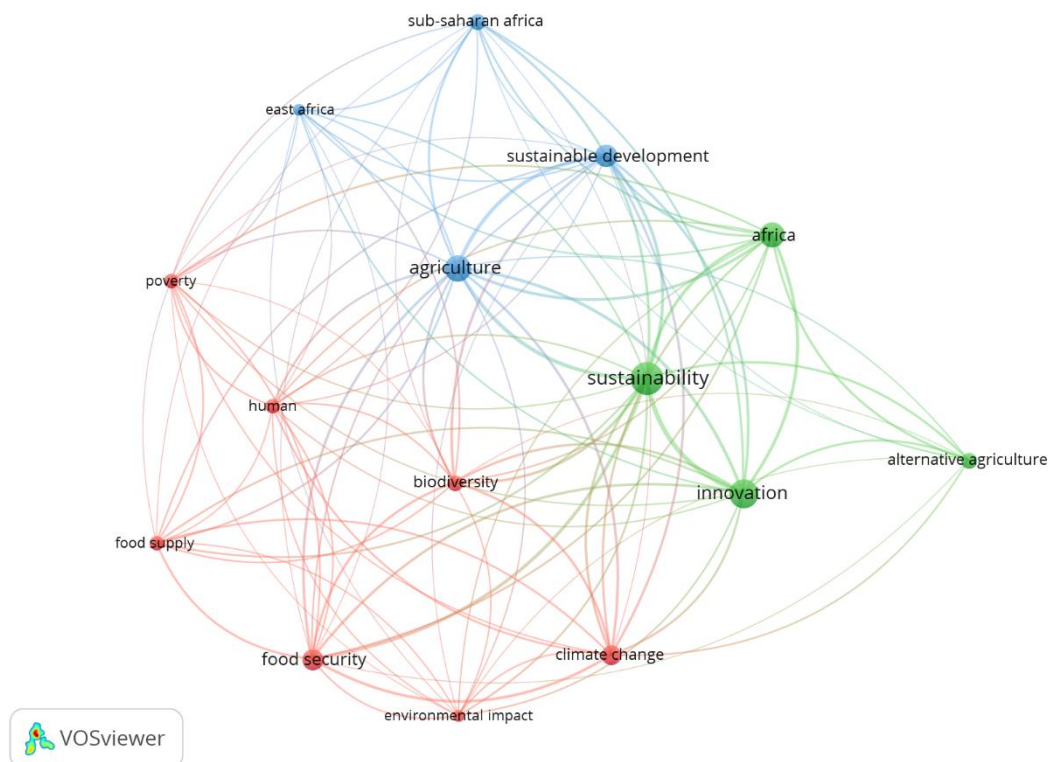 sub-saharan africa
east africa
sustainable development
africa
agriculture
poverty
sustainability
human
alternative agriculture
biodiversity
innovation
food supply
climate change
food security
environmental impact
VOSviewer